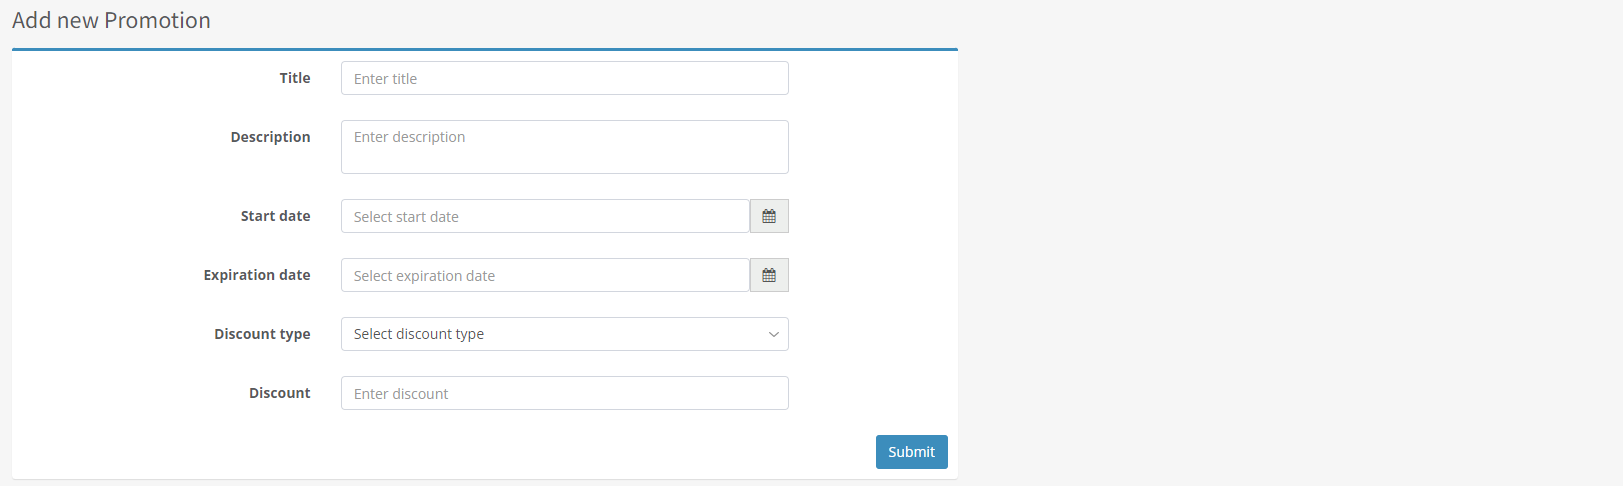 Add new Promotion
Title Enter title
Description Enter description
Start date Select start date
Expiration date Select expiration date
Discount type Select discount type
Discount Enter discount
Submit